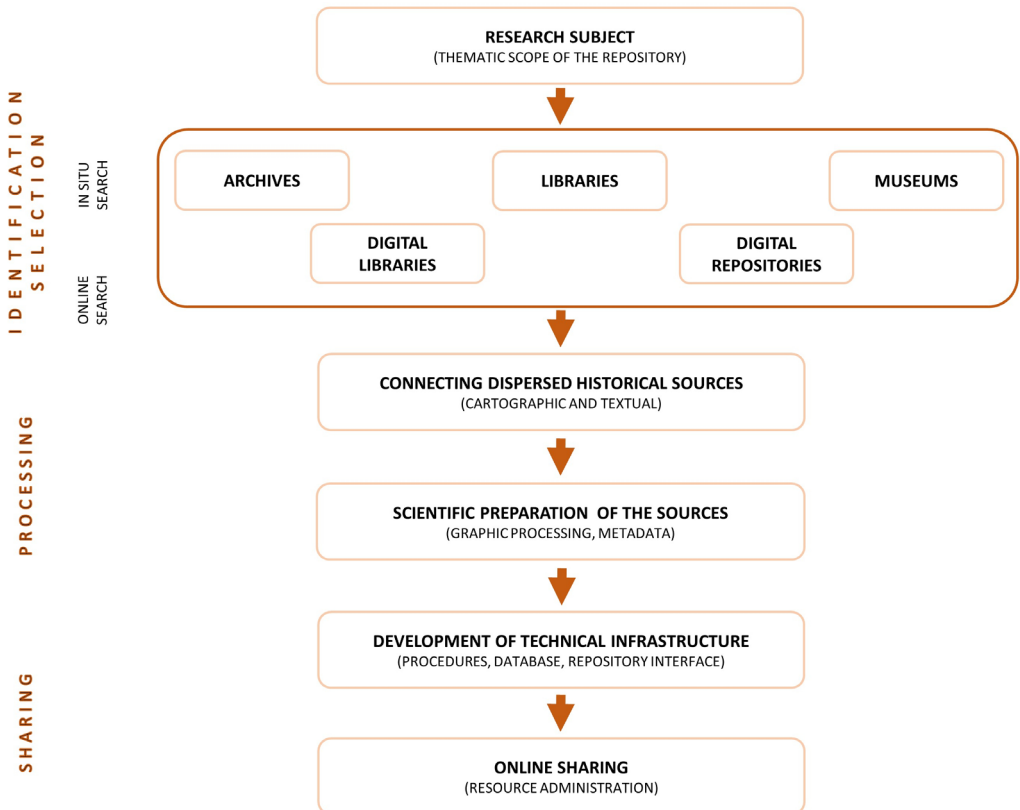 RESEARCH SUBJECT
(THEMATIC SCOPE OF THE REPOSITORY)
IDENTIFICATION
SELECTION
IN SITU
SEARCH
ARCHIVES
LIBRARIES
MUSEUMS
ONLINE
SEARCH
DIGITAL
LIBRARIES
DIGITAL
REPOSITORIES
PROCESSING
CONNECTING DISPERSED HISTORICAL SOURCES
(CARTOGRAPHIC AND TEXTUAL)
SCIENTIFIC PREPARATION OF THE SOURCES
(GRAPHIC PROCESSING, METADATA)
SHARING
DEVELOPMENT OF TECHNICAL INFRASTRUCTURE
(PROCEDURES, DATABASE, REPOSITORY INTERFACE)
ONLINE SHARING
(RESOURCE ADMINISTRATION)